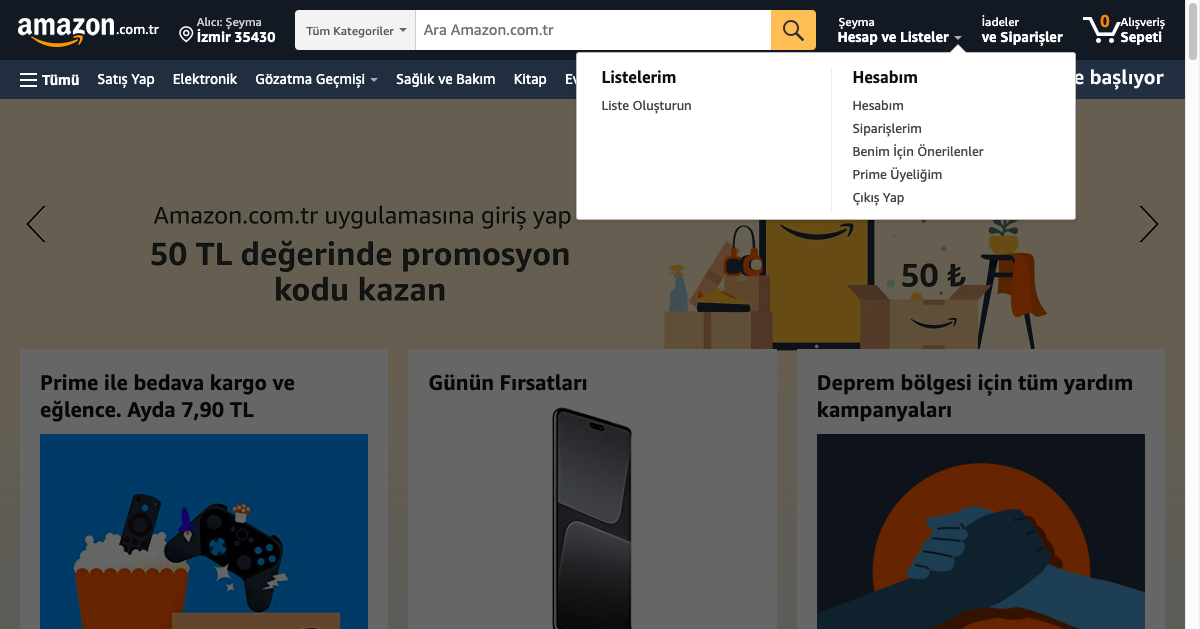 amazon.com.tr
Alıcı: Şeyma
İzmir 35430
Tüm Kategoriler
Ara Amazon.com.tr
Şeyma
Hesap ve Listeler
İadeler
ve Siparişler
0
Alışveriş
Sepeti
Tümü
Satış Yap
Elektronik
Gözatma Geçmişi
Sağlık ve Bakım
Kitap
başlıyor
Listelerim
Liste Oluşturun
Hesabım
Hesabım
Siparişlerim
Benim İçin Önerilenler
Prime Üyeliğim
Çıkış Yap
Amazon.com.tr uygulamasına giriş yap
50 TL değerinde promosyon
kodu kazan
50 ₺
Prime ile bedava kargo ve
eğlence. Ayda 7,90 TL
Günün Fırsatları
Deprem bölgesi için tüm yardım
kampanyaları